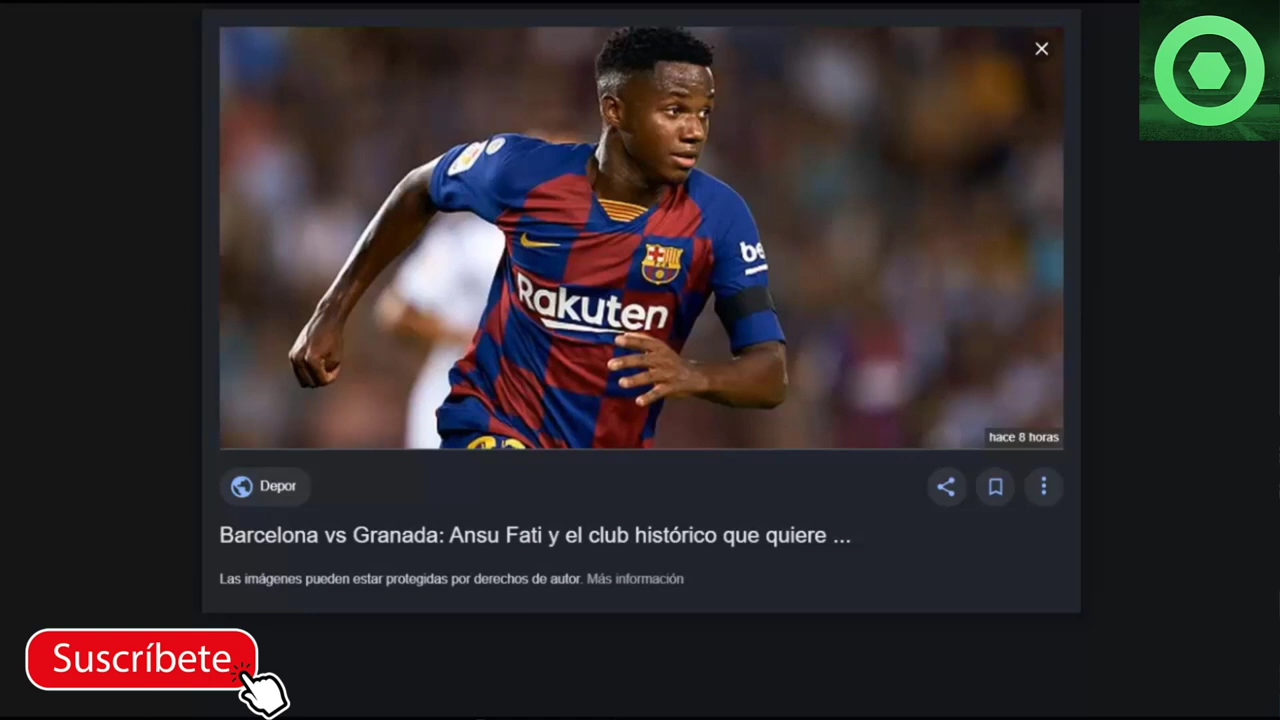 be
Rakuten
hace 8 horas
Depor
Barcelona vs Granada: Ansu Fati y el club histórico que quiere ...
Las imágenes pueden estar protegidas por derechos de autor. Más información
Suscríbete